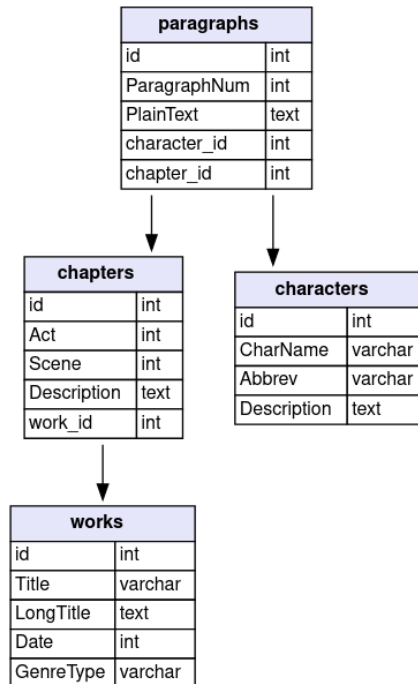 paragraphs
id int
ParagraphNum int
PlainText text
character_id int
chapter_id int
chapters
id int
Act int
Scene int
Description text
work_id int
characters
id int
CharName varchar
Abbrev varchar
Description text
works
id int
Title varchar
LongTitle text
Date int
GenreType varchar